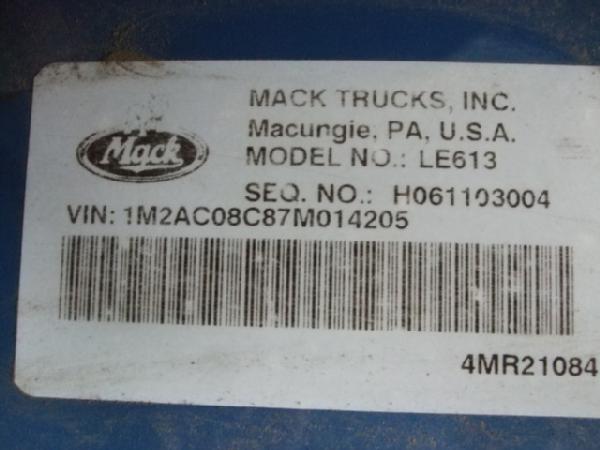 MACK TRUCKS, INC.
Macungie, PA, U.S.A.
Mack
MODEL NO.: LE613
SEQ. NO.: H061103004
VIN: 1M2AC08C87M014205
4MR21084